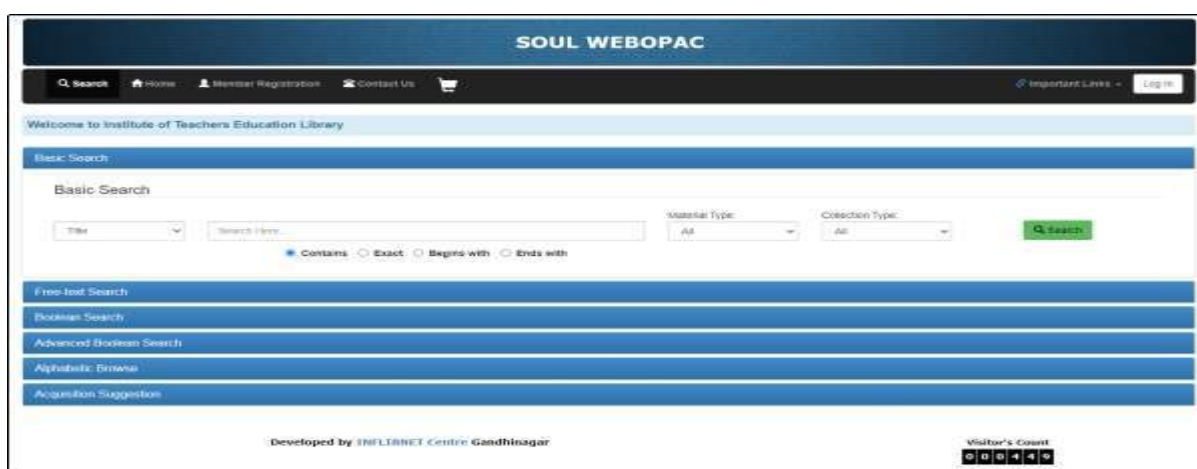 SOUL WEBOPAC
Search Home Member Registration Contact Us Important Links Log In
Welcome to Institute of Teachers Education Library
Basic Search
Basic Search
Material Type: Collection Type:
Title Search Here... All All Search
Contains Exact Begins with Ends with
Free-text Search
Boolean Search
Advanced Boolean Search
Alphabetic Browse
Acquisition Suggestion
Developed by INFLIBNET Centre Gandhinagar
Visitor's Count
000449